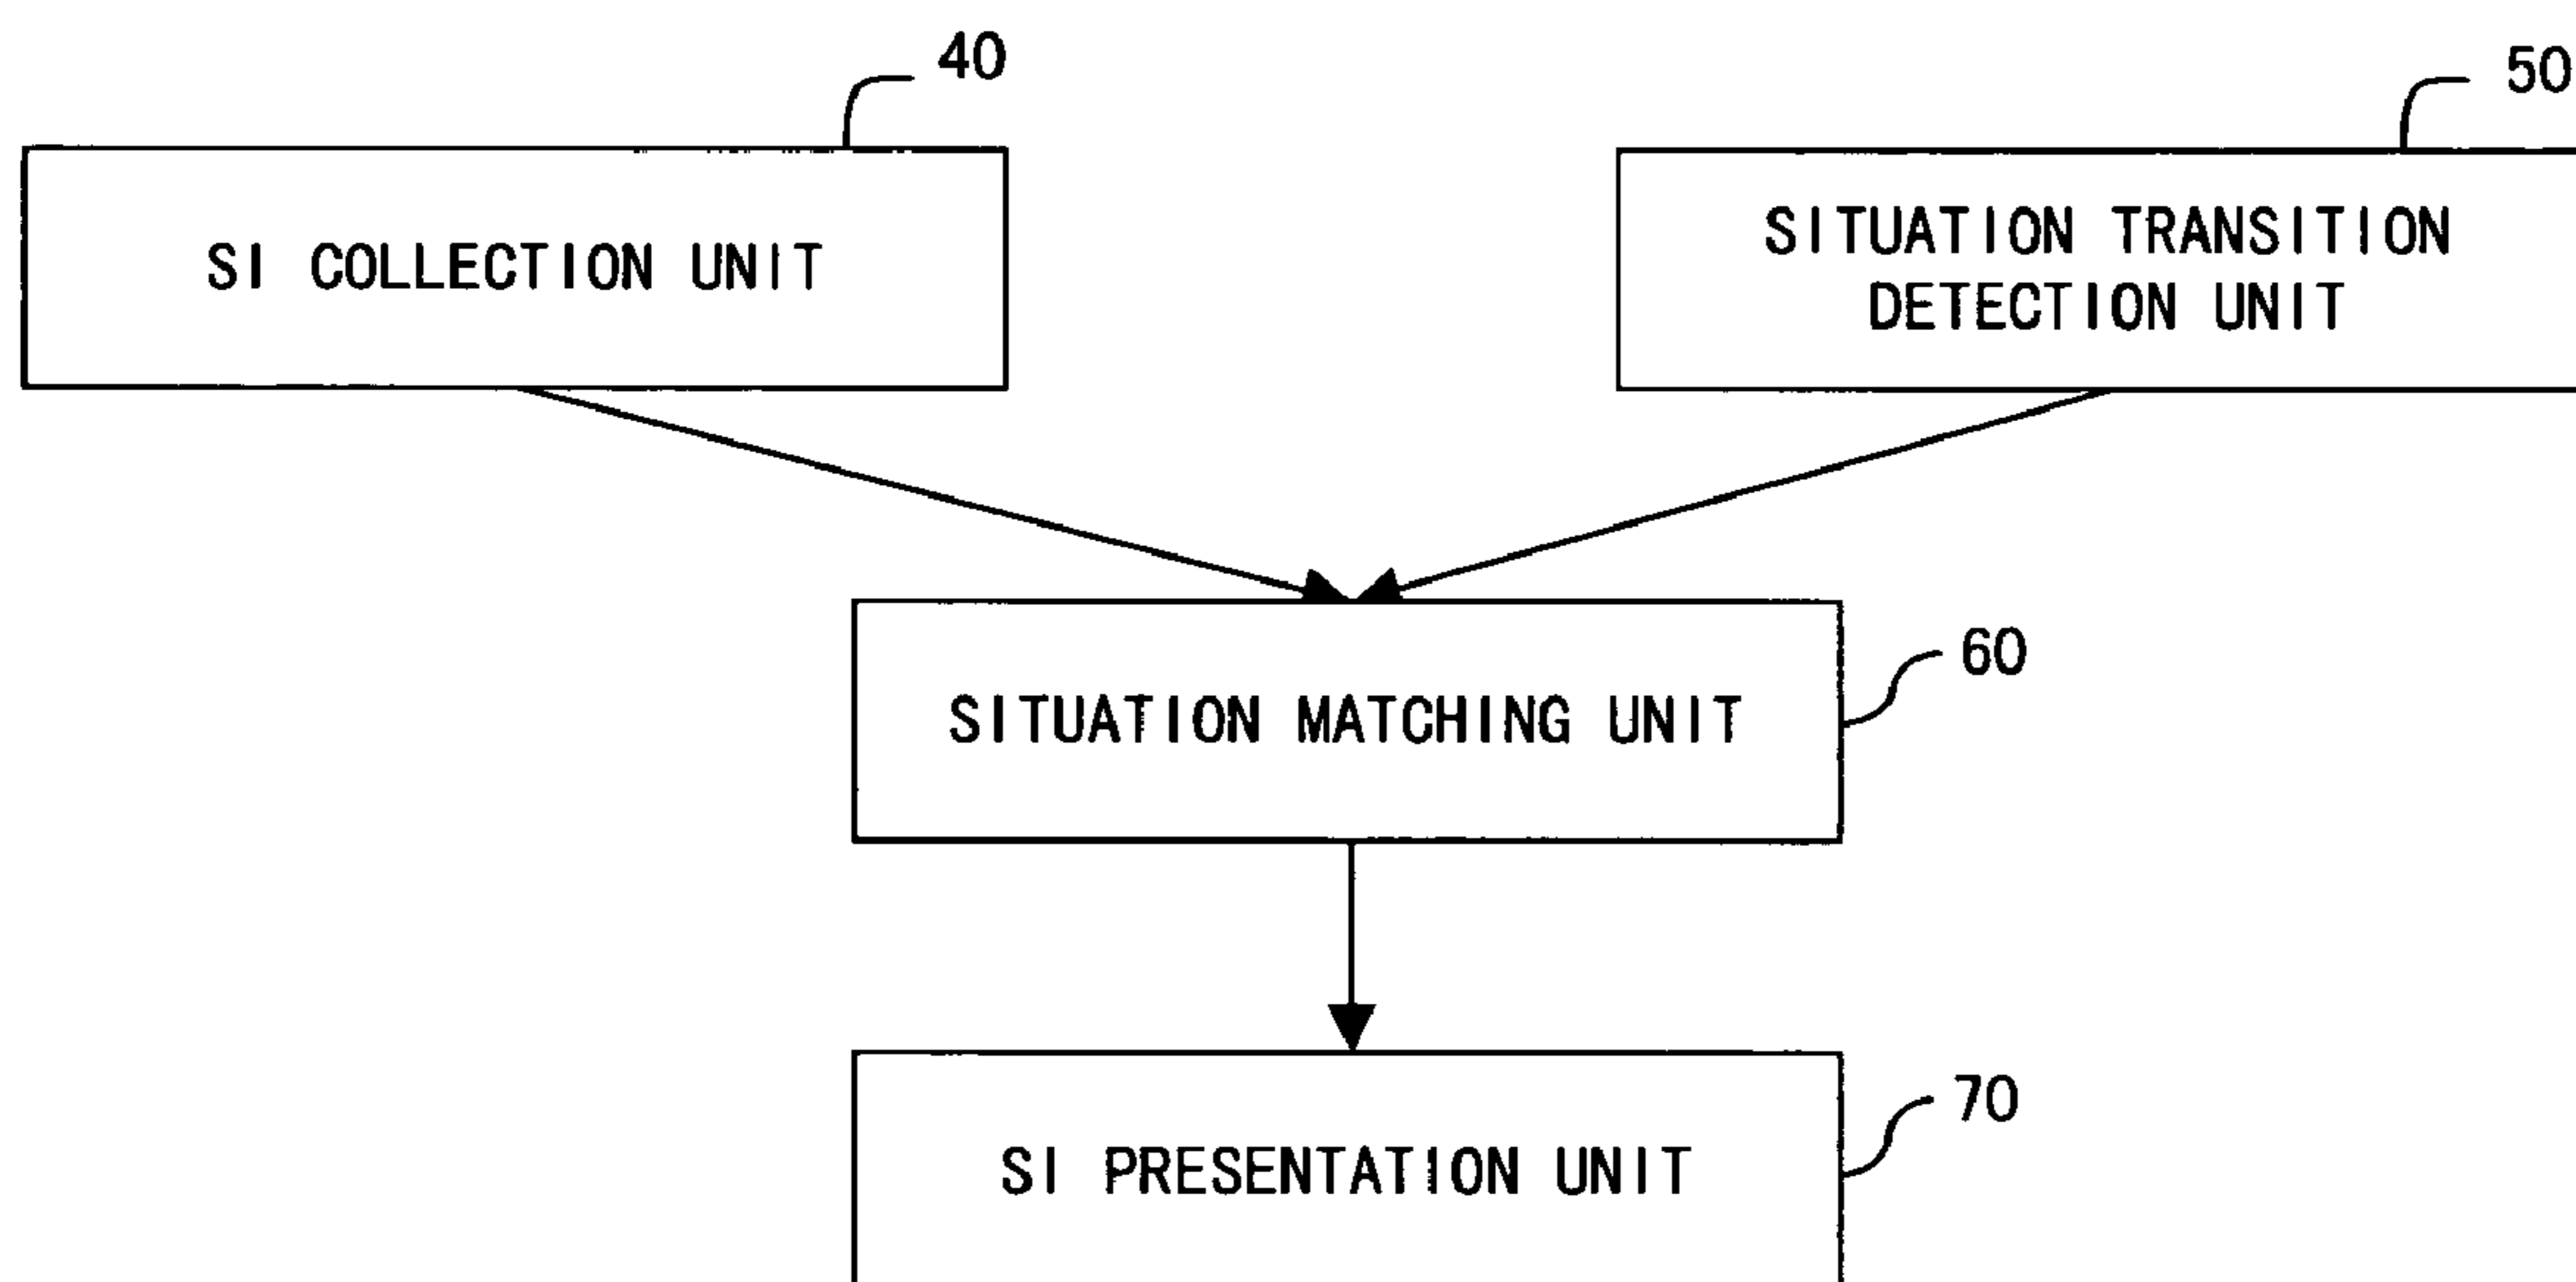 40
50
SI COLLECTION UNIT
SITUATION TRANSITION
DETECTION UNIT
SITUATION MATCHING UNIT
60
SI PRESENTATION UNIT
70